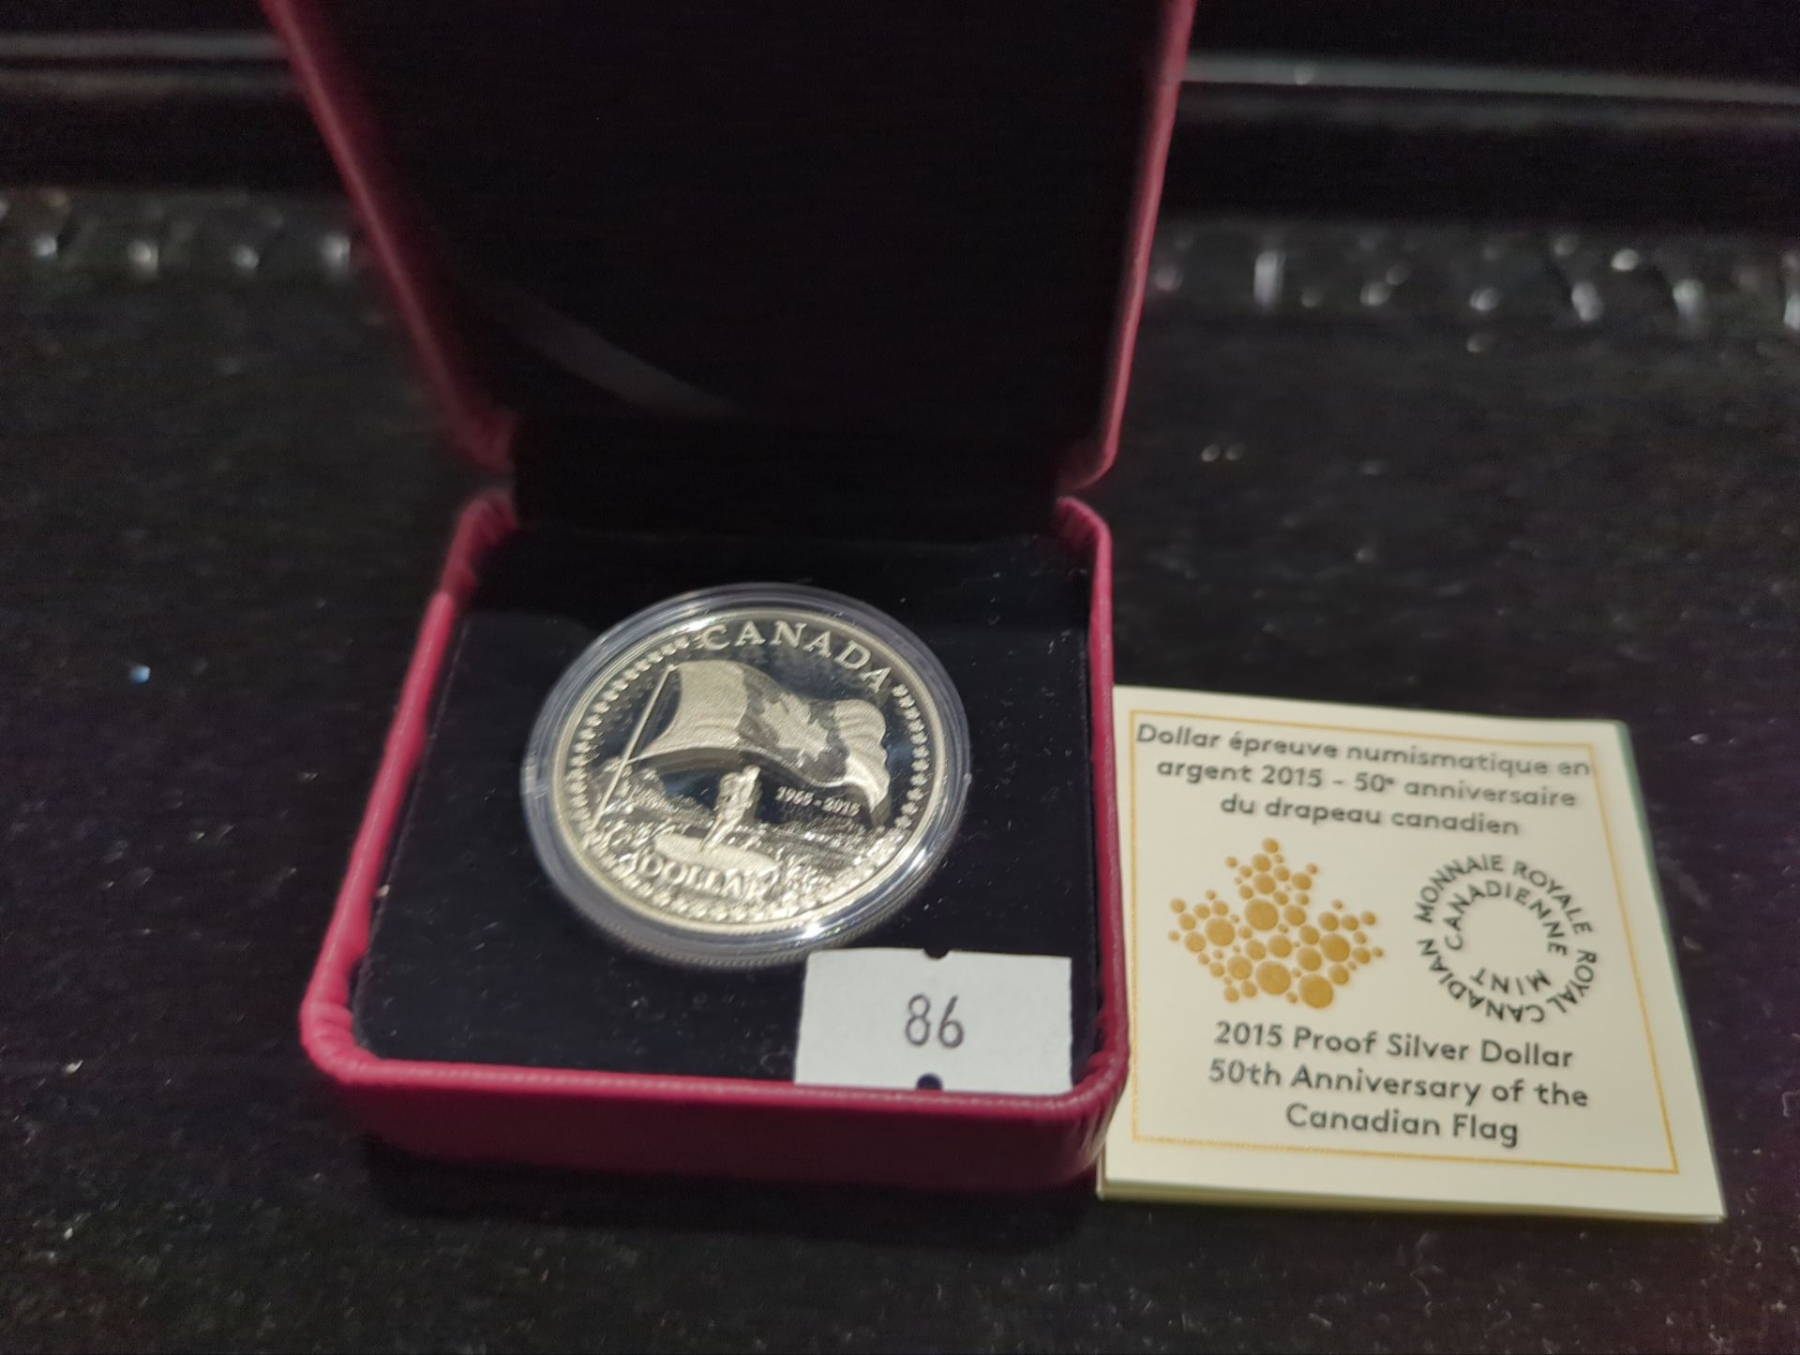 CANADA
1965 - 2015
DOLLAR
86
Dollar épreuve numismatique en
argent 2015 - 50e anniversaire
du drapeau canadien
MONNAIE ROYALE CANADIENNE
ROYAL CANADIAN MINT
2015 Proof Silver Dollar
50th Anniversary of the
Canadian Flag